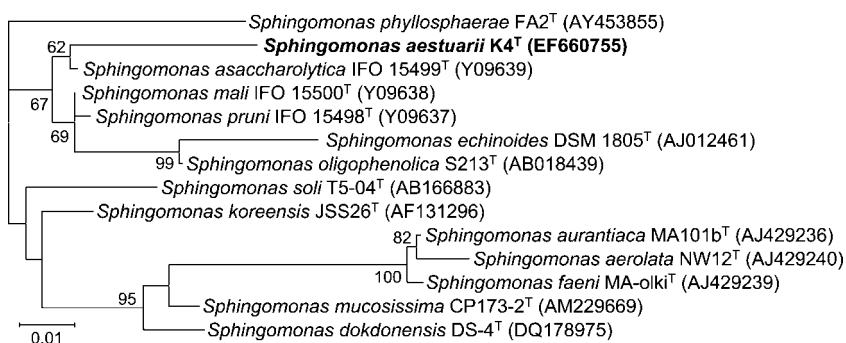 Sphingomonas phyllosphaerae FA2ᵀ (AY453855)
62 Sphingomonas aestuarii K4ᵀ (EF660755)
Sphingomonas asaccharolytica IFO 15499ᵀ (Y09639)
67 Sphingomonas mali IFO 15500ᵀ (Y09638)
Sphingomonas pruni IFO 15498ᵀ (Y09637)
69
Sphingomonas echinoides DSM 1805ᵀ (AJ012461)
99 Sphingomonas oligophenolica S213ᵀ (AB018439)
Sphingomonas soli T5-04ᵀ (AB166883)
Sphingomonas koreensis JSS26ᵀ (AF131296)
82 Sphingomonas aurantiaca MA101bᵀ (AJ429236)
Sphingomonas aerolata NW12ᵀ (AJ429240)
100 Sphingomonas faeni MA-olkiᵀ (AJ429239)
95 Sphingomonas mucosissima CP173-2ᵀ (AM229669)
Sphingomonas dokdonensis DS-4ᵀ (DQ178975)
0.01